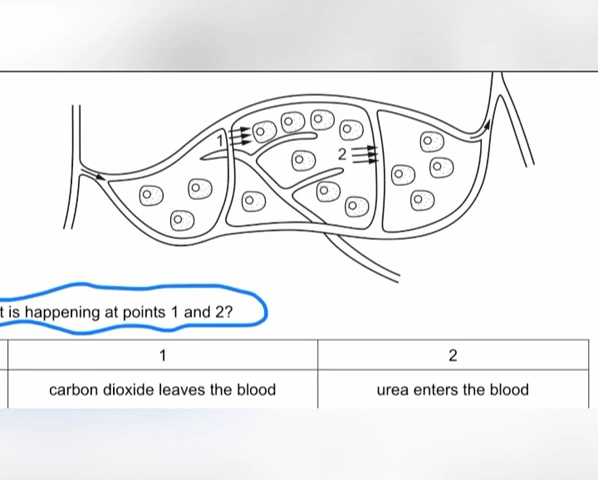 1
2
t is happening at points 1 and 2?
1 2
carbon dioxide leaves the blood urea enters the blood